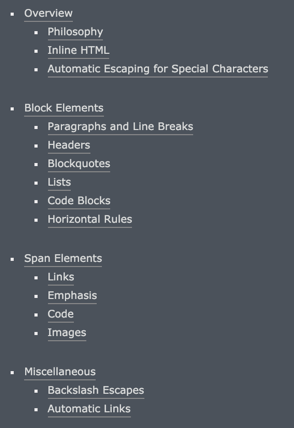 Overview
Philosophy
Inline HTML
Automatic Escaping for Special Characters
Block Elements
Paragraphs and Line Breaks
Headers
Blockquotes
Lists
Code Blocks
Horizontal Rules
Span Elements
Links
Emphasis
Code
Images
Miscellaneous
Backslash Escapes
Automatic Links